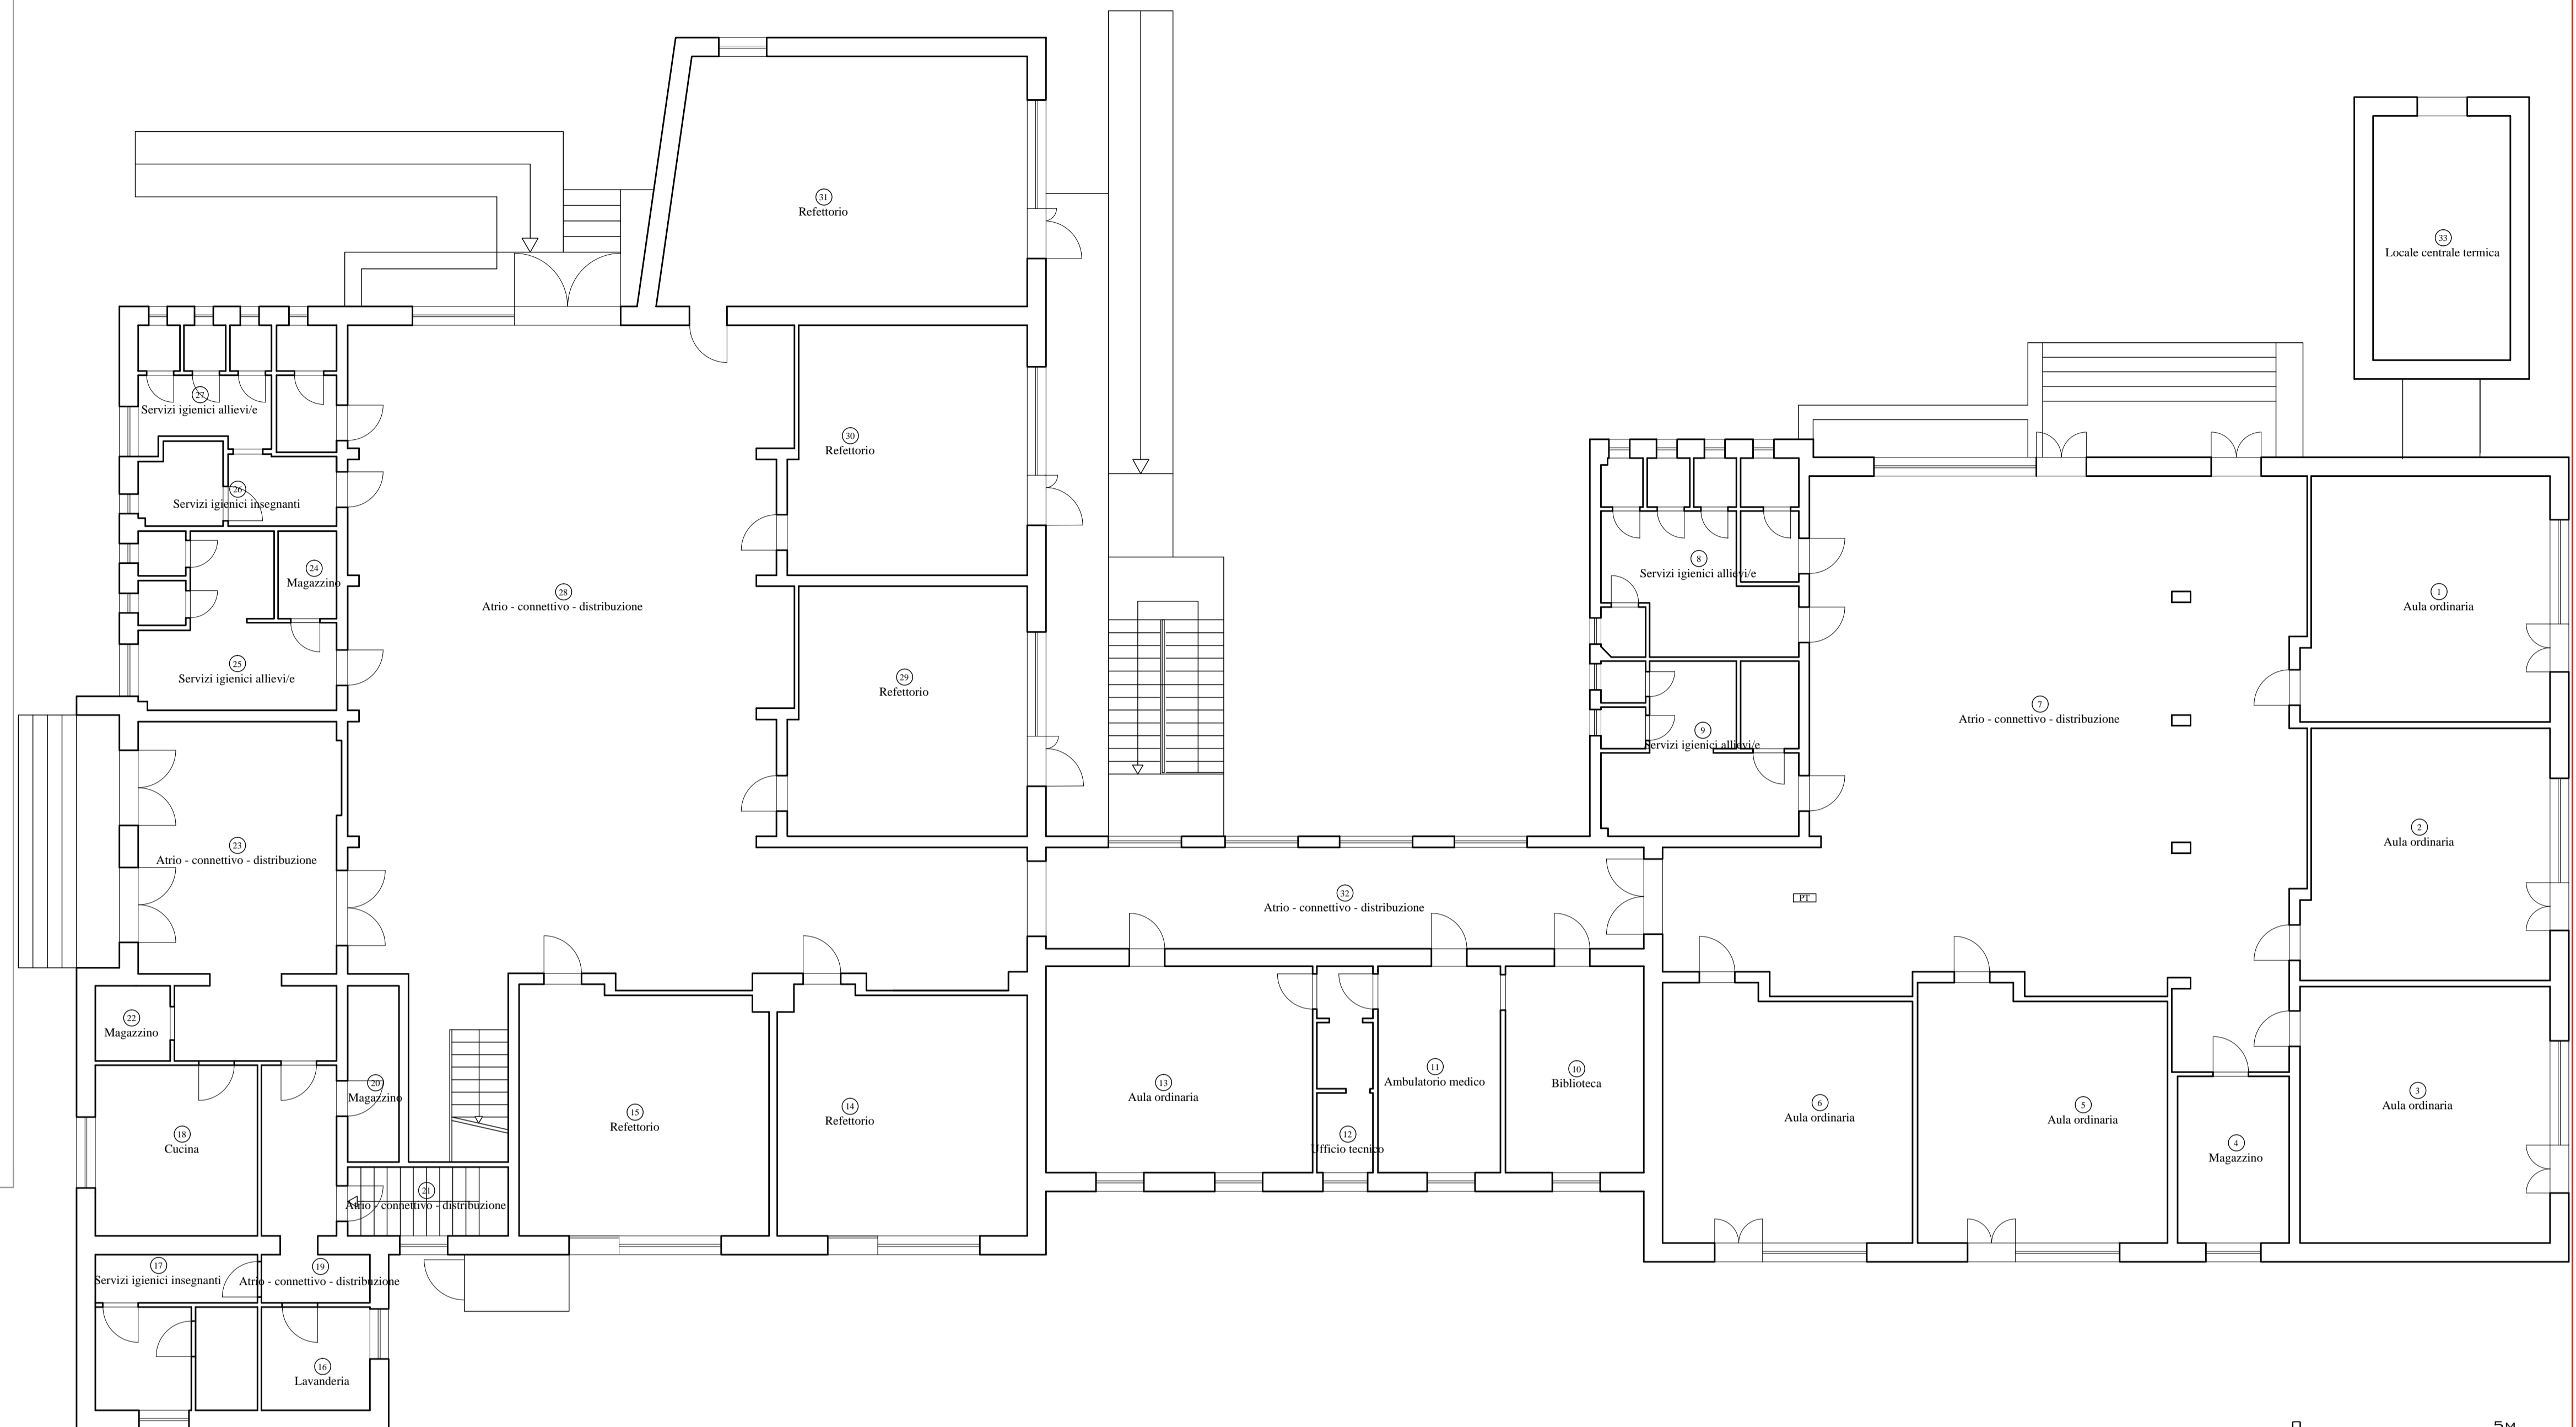 31
Refettorio
33
Locale centrale termica
27
Servizi igienici allievi/e
30
Refettorio
26
Servizi igienici insegnanti
8
Servizi igienici allievi/e
24
Magazzino
28
Atrio - connettivo - distribuzione
1
Aula ordinaria
25
Servizi igienici allievi/e
29
Refettorio
7
Atrio - connettivo - distribuzione
9
Servizi igienici allievi/e
2
Aula ordinaria
23
Atrio - connettivo - distribuzione
32
Atrio - connettivo - distribuzione
PT
22
Magazzino
20
Magazzino
15
Refettorio
14
Refettorio
13
Aula ordinaria
11
Ambulatorio medico
10
Biblioteca
6
Aula ordinaria
5
Aula ordinaria
3
Aula ordinaria
18
Cucina
12
Ufficio tecnico
4
Magazzino
21
Atrio - connettivo - distribuzione
17
Servizi igienici insegnanti
19
Atrio - connettivo - distribuzione
16
Lavanderia